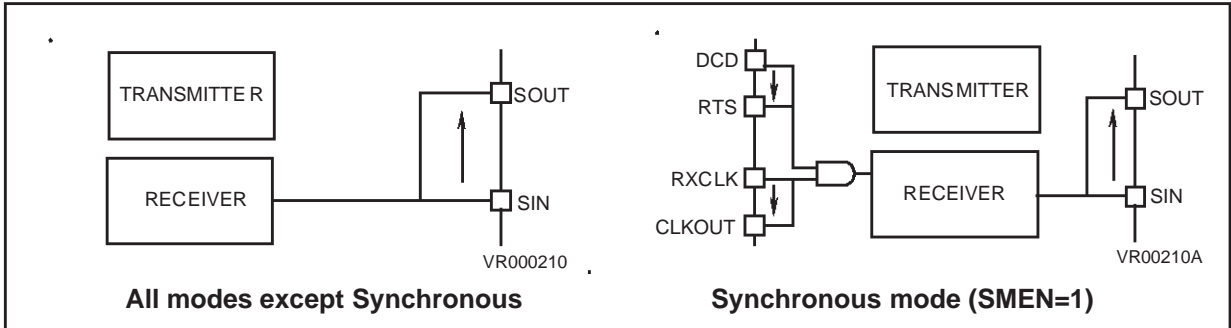 TRANSMITTE R
RECEIVER
SOUT
SIN
VR000210
All modes except Synchronous
DCD
RTS
RXCLK
CLKOUT
TRANSMITTER
RECEIVER
SOUT
SIN
VR00210A
Synchronous mode (SMEN=1)